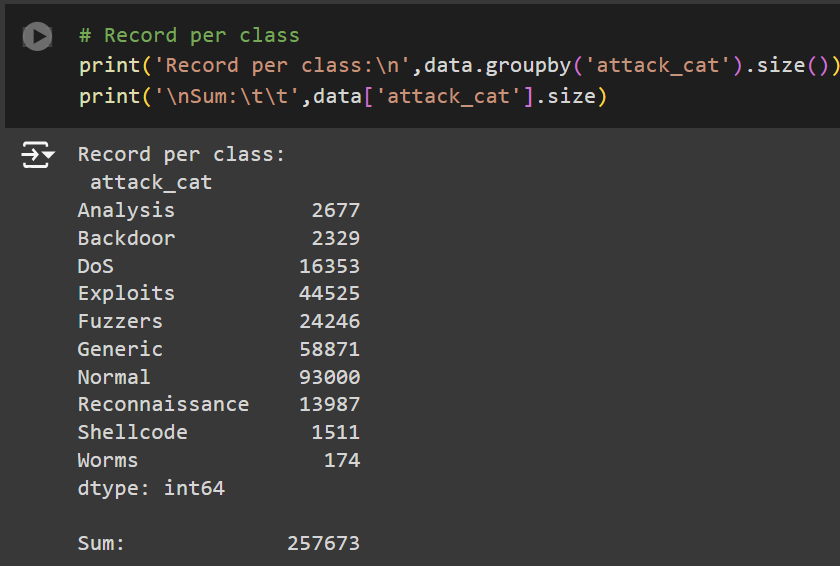 # Record per class
print('Record per class:\n',data.groupby('attack_cat').size())
print('\nSum:\t\t',data['attack_cat'].size)
Record per class:
 attack_cat
Analysis           2677
Backdoor           2329
DoS               16353
Exploits          44525
Fuzzers           24246
Generic           58871
Normal            93000
Reconnaissance    13987
Shellcode          1511
Worms               174
dtype: int64
Sum:             257673